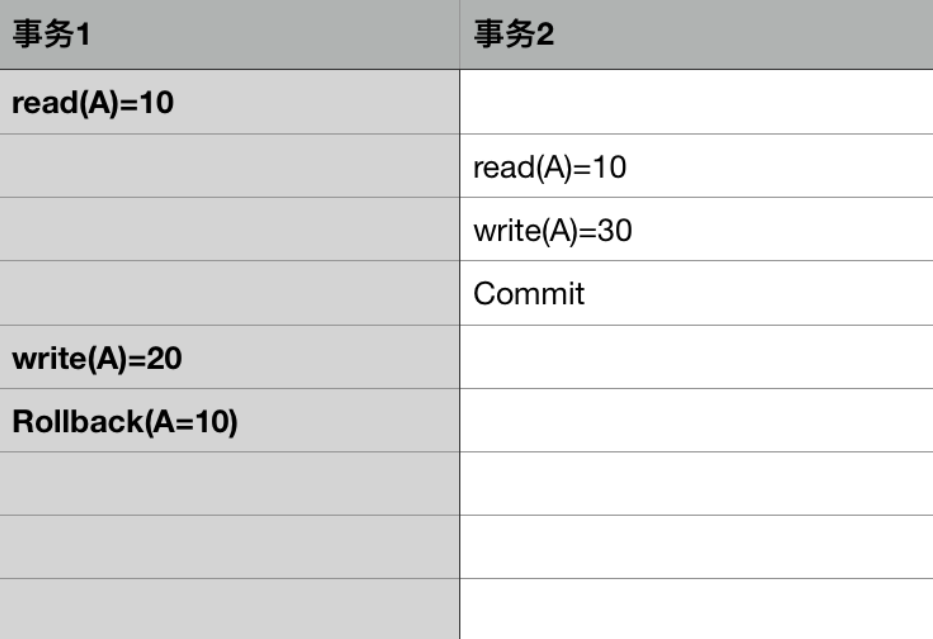 事务1 事务2
read(A)=10
read(A)=10
write(A)=30
Commit
write(A)=20
Rollback(A=10)